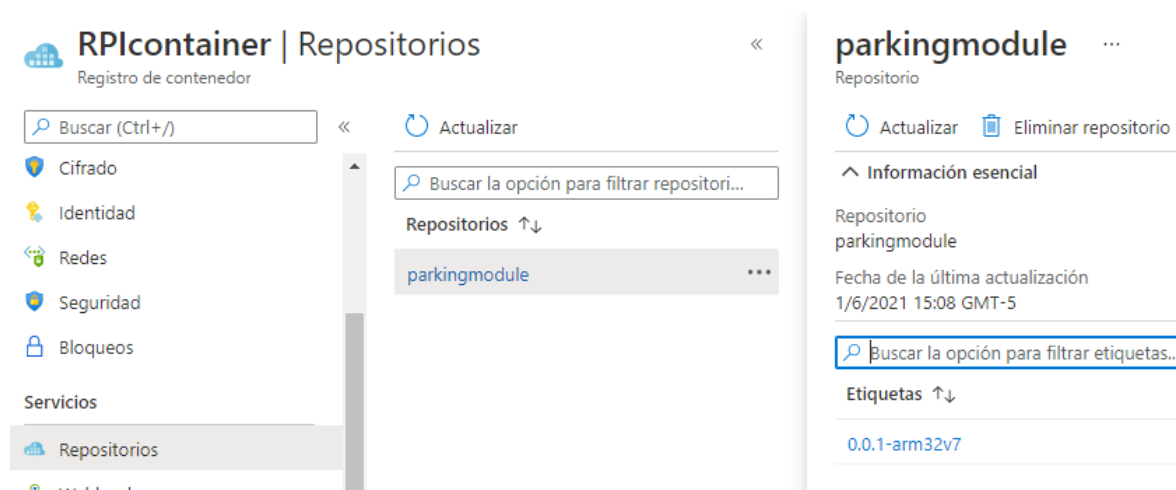 RPIcontainer | Repositorios
Registro de contenedor
Buscar (Ctrl+/)
Cifrado
Identidad
Redes
Seguridad
Bloqueos
Servicios
Repositorios
Actualizar
Buscar la opción para filtrar repositori...
Repositorios
parkingmodule
parkingmodule
Repositorio
Actualizar
Eliminar repositorio
Información esencial
Repositorio
parkingmodule
Fecha de la última actualización
1/6/2021 15:08 GMT-5
Buscar la opción para filtrar etiquetas...
Etiquetas
0.0.1-arm32v7